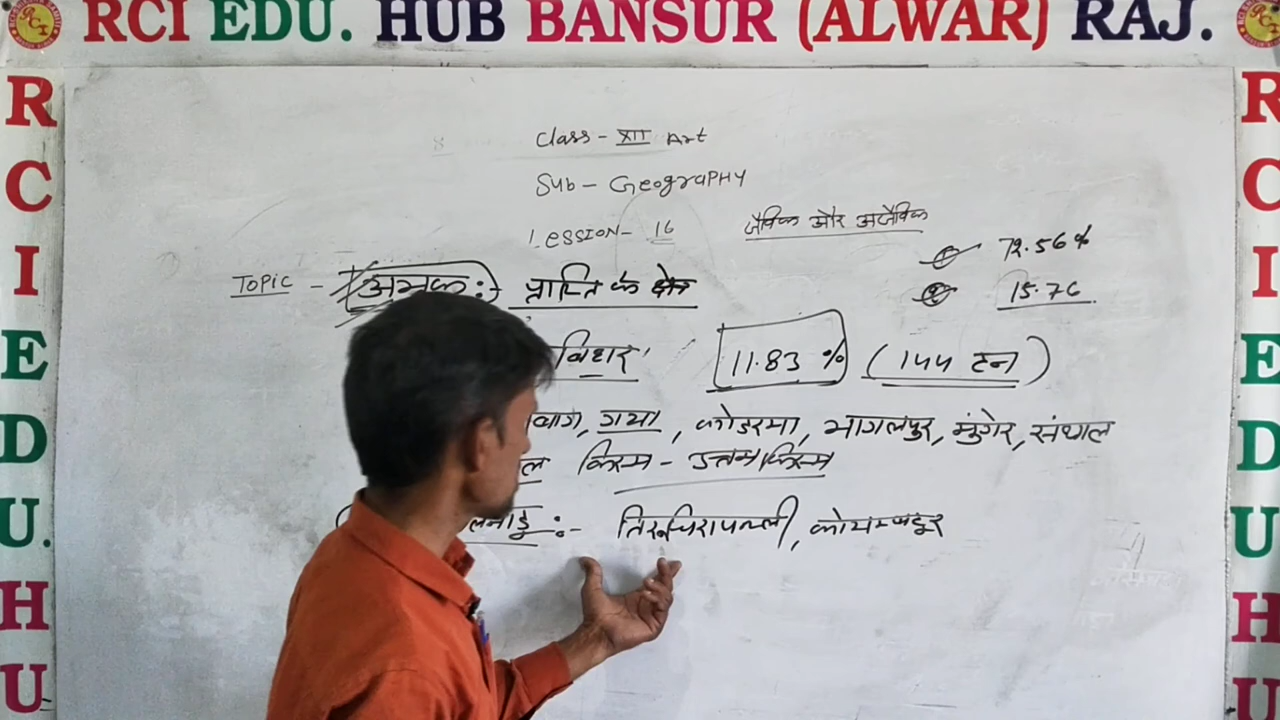 RCI EDU. HUB BANSUR (ALWAR) RAJ.
R
C
I
E
D
U.
H
U
R
C
I
E
D
U.
H
U
Class - XII Art
Sub - GeograPHY
LESSION- 16 जैविक और अजैविक
72.56%
TOPIC - अभ्रक :- प्राप्ति के क्षेत्र
15.76
बिहार 11.83 % (144 टन)
गया, कोडरमा, भागलपुर, मुंगेर, संथाल
किस्म - उत्तम किस्म
:- तिरुचिरापल्ली, कोयम्बटूर